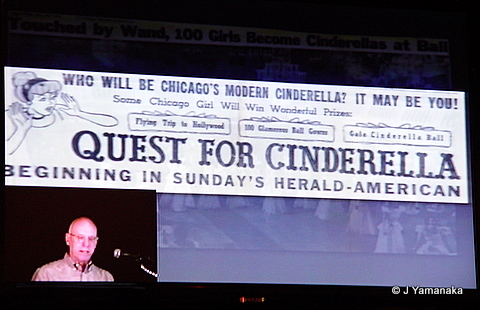 Touched by Wand, 100 Girls Become Cinderellas at Ball
WHO WILL BE CHICAGO'S MODERN CINDERELLA? IT MAY BE YOU!
Some Chicago Girl Will Win Wonderful Prizes:
Flying Trip to Hollywood
100 Glamorous Ball Gowns
Gala Cinderella Ball
QUEST FOR CINDERELLA
BEGINNING IN SUNDAY'S HERALD-AMERICAN
© J Yamanaka